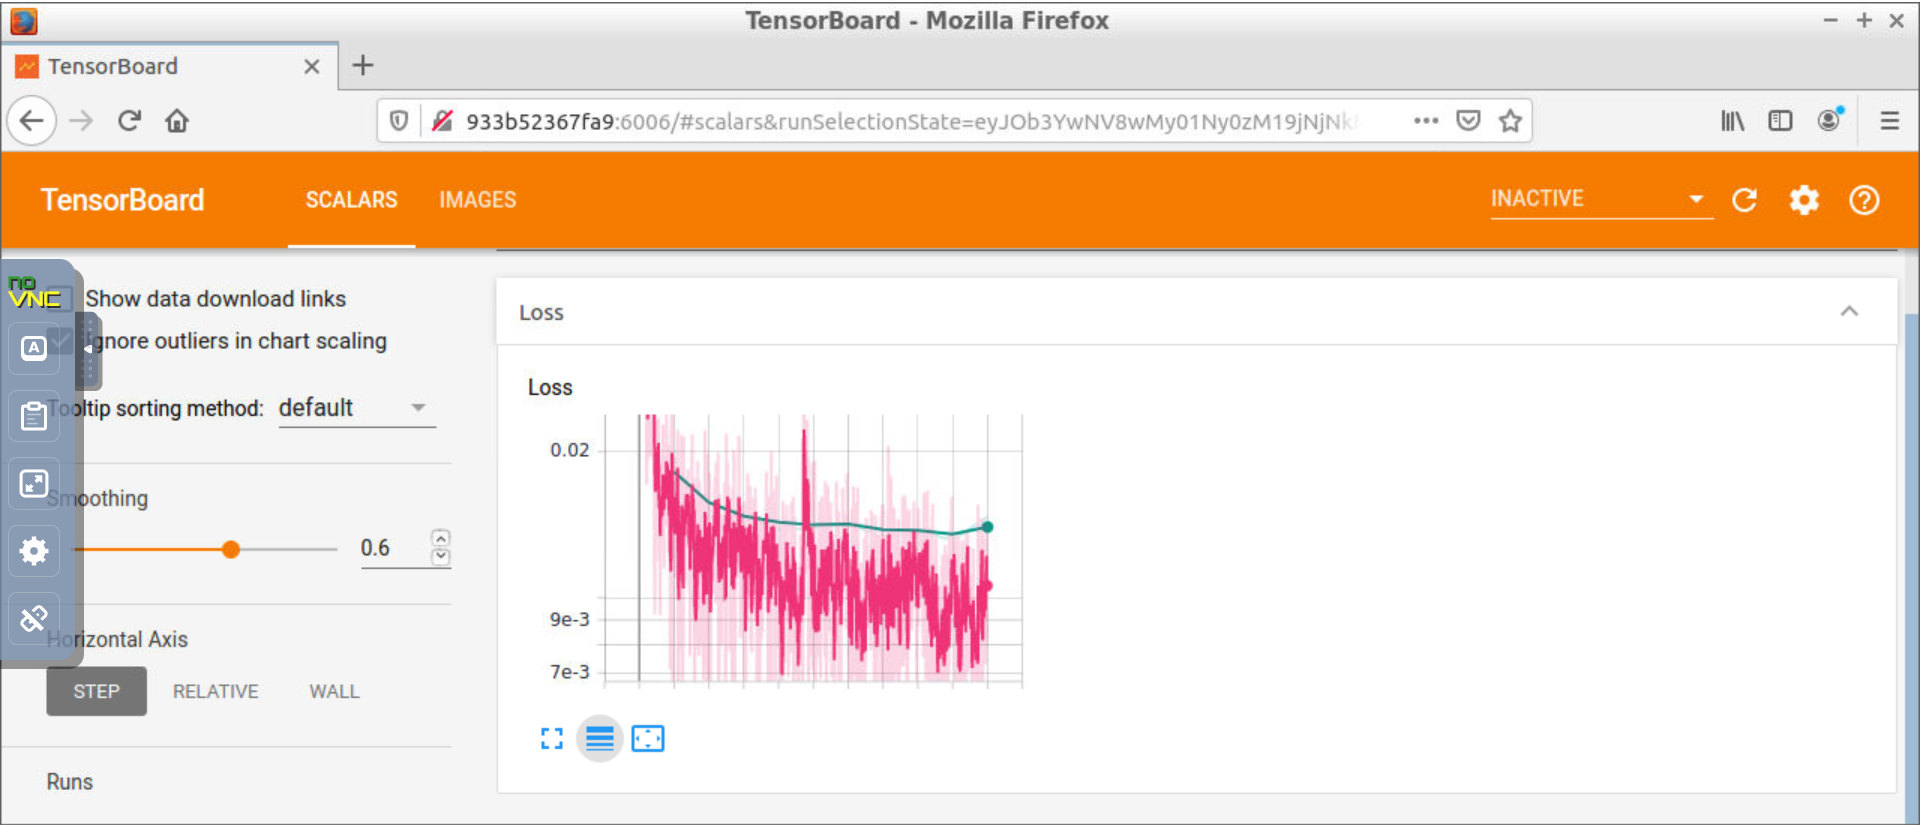 TensorBoard - Mozilla Firefox
TensorBoard
933b52367fa9:6006/#scalars&runSelectionState=eyJOb3YwNV8wMy01Ny0zM19jNjNk
TensorBoard SCALARS IMAGES INACTIVE
no
VNC
Show data download links
Ignore outliers in chart scaling
A
Tooltip sorting method: default
Smoothing
0.6
Horizontal Axis
STEP RELATIVE WALL
Runs
Loss
Loss
0.02
9e-3
7e-3